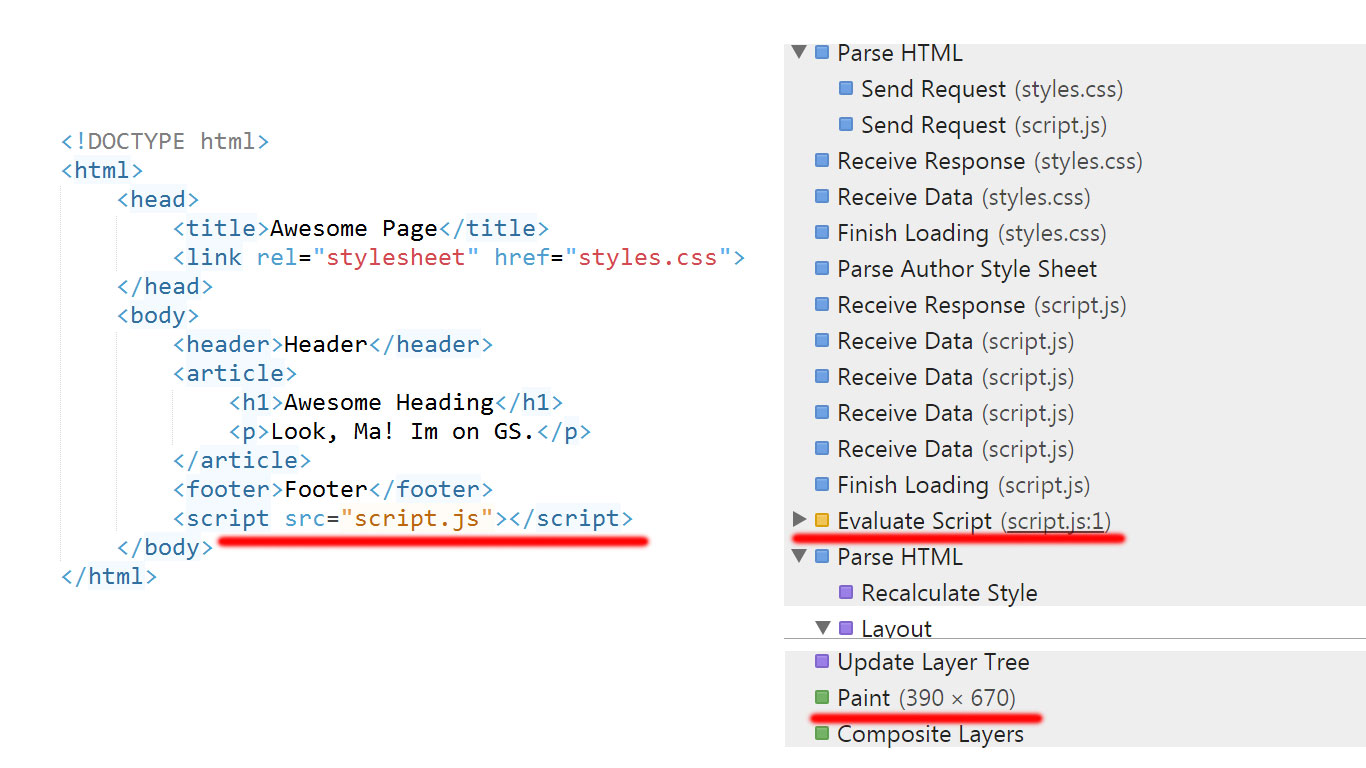 <!DOCTYPE html>
<html>
<head>
<title>Awesome Page</title>
<link rel="stylesheet" href="styles.css">
</head>
<body>
<header>Header</header>
<article>
<h1>Awesome Heading</h1>
<p>Look, Ma! Im on GS.</p>
</article>
<footer>Footer</footer>
<script src="script.js"></script>
</body>
</html>
Parse HTML
Send Request (styles.css)
Send Request (script.js)
Receive Response (styles.css)
Receive Data (styles.css)
Finish Loading (styles.css)
Parse Author Style Sheet
Receive Response (script.js)
Receive Data (script.js)
Receive Data (script.js)
Receive Data (script.js)
Receive Data (script.js)
Finish Loading (script.js)
Evaluate Script (script.js:1)
Parse HTML
Recalculate Style
Layout
Update Layer Tree
Paint (390 × 670)
Composite Layers